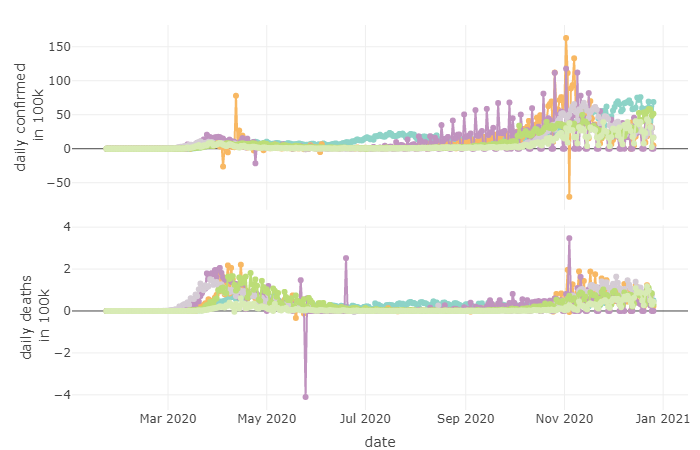 150
100
50
0
−50
daily confirmed
in 100k
4
2
0
−2
−4
daily deaths
in 100k
Mar 2020 May 2020 Jul 2020 Sep 2020 Nov 2020 Jan 2021
date